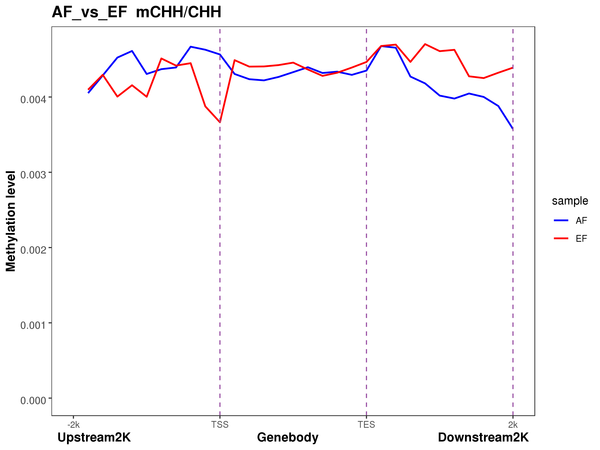 AF_vs_EF  mCHH/CHH
Methylation level
0.004
0.003
0.002
0.001
0.000
-2k
TSS
TES
2k
Upstream2K
Genebody
Downstream2K
sample
AF
EF